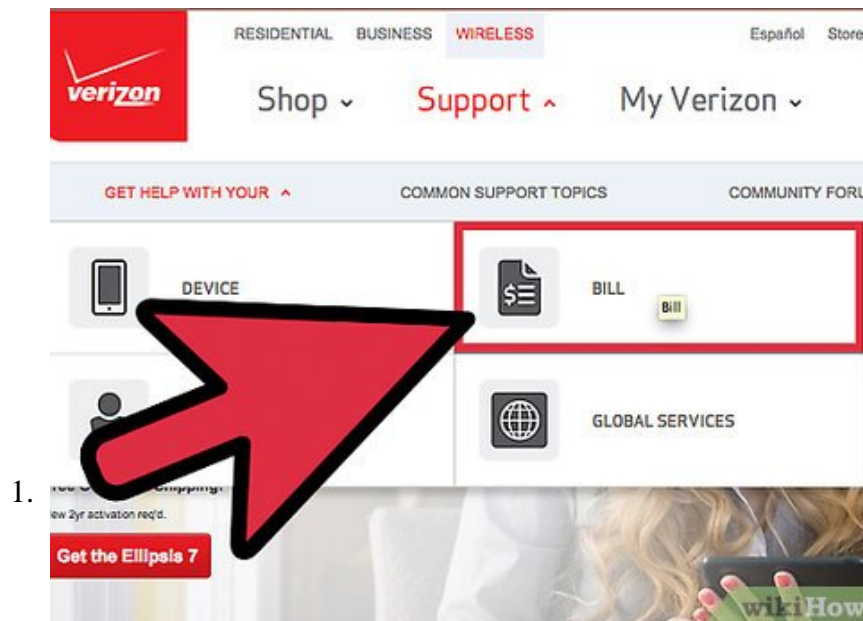 RESIDENTIAL BUSINESS WIRELESS Español Store
verizon
Shop Support My Verizon
GET HELP WITH YOUR COMMON SUPPORT TOPICS COMMUNITY
DEVICE BILL
Bill
GLOBAL SERVICES
1.
2yr activation req'd.
Get the Ellipsis 7
wikiHow